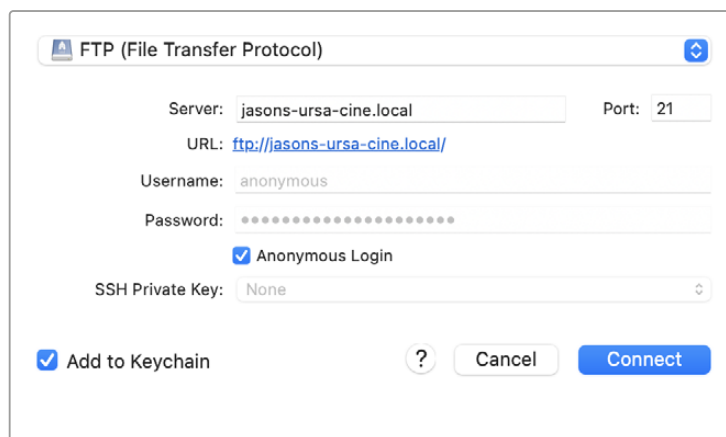 FTP (File Transfer Protocol)
Server: jasons-ursa-cine.local Port: 21
URL: ftp://jasons-ursa-cine.local/
Username: anonymous
Password: ●●●●●●●●●●●●●●●●●●●●●
Anonymous Login
SSH Private Key: None
Add to Keychain ? Cancel Connect